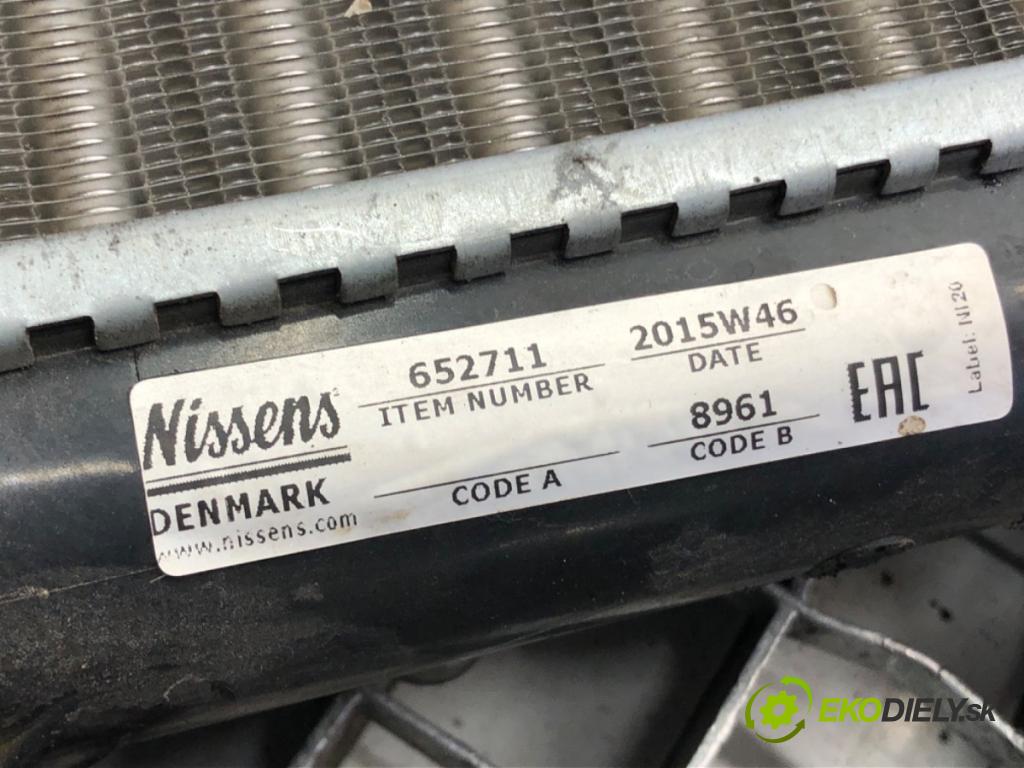 Nissens
DENMARK
www.nissens.com
652711
ITEM NUMBER
2015W46
DATE
CODE A
8961
CODE B
EAC
Label: NI20
EKODIELY.sk